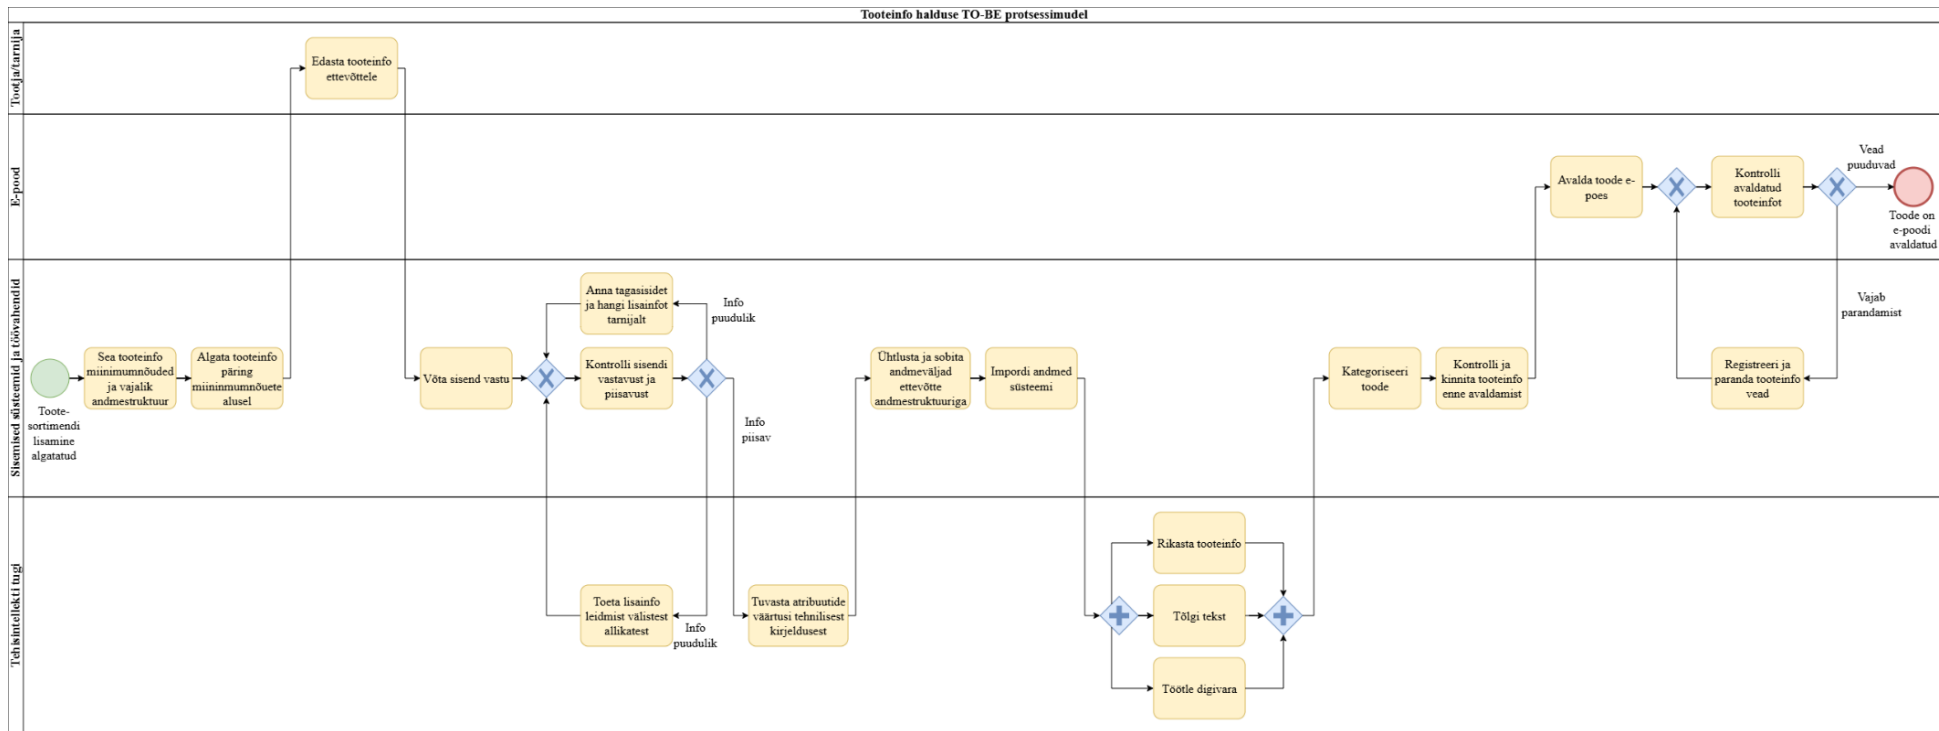 Tooteinfo halduse TO-BE protsessimudel
Tootja/tarnija
Edasta tooteinfo
ettevõttele
E-pood
Avalda toode e-
poes
Kontrolli
avaldatud
tooteinfot
Vead
puuduvad
Toode on
e-poodi
avaldatud
Sisemised süsteemid ja töövahendid
Toote-
sortimendi
lisamine
algatatud
Sea tooteinfo
miinimumnõuded
ja vajalik
andmestruktuur
Algata tooteinfo
päring
miininmumnõuete
alusel
Võta sisend vastu
Anna tagasisidet
ja hangi lisainfot
tarnijalt
Info
puudulik
Kontrolli sisendi
vastavust ja
piisavust
Info
piisav
Ühtlusta ja sobita
andmeväljad
ettevõtte
andmestruktuuriga
Impordi andmed
süsteemi
Kategoriseeri
toode
Kontrolli ja
kinnita tooteinfo
enne avaldamist
Vajab
parandamist
Registreeri ja
paranda tooteinfo
vead
Tehisintellekti tugi
Toeta lisainfo
leidmist välistest
allikatest
Info
puudulik
Tuvasta atribuutide
väärtusi tehnilisest
kirjeldusest
Rikasta tooteinfo
Tõlgi tekst
Töötle digivara